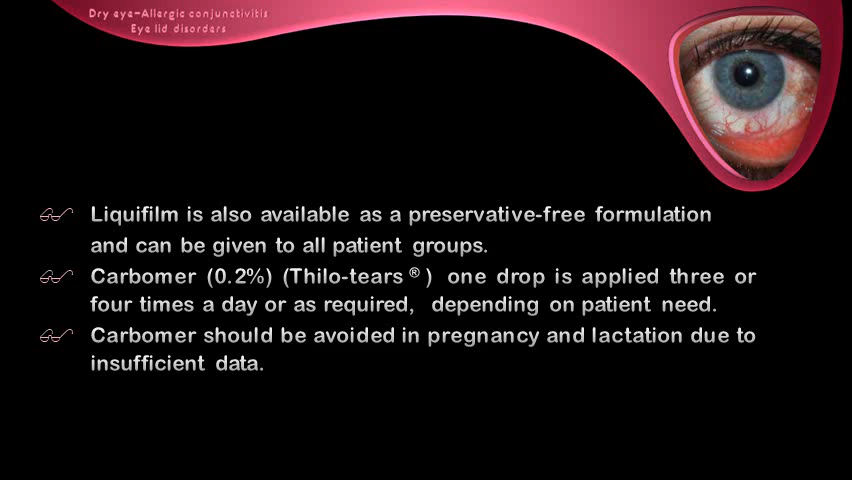 Dry eye-Allergic conjunctivitis
Eye lid disorders
Liquifilm is also available as a preservative-free formulation
and can be given to all patient groups.
Carbomer (0.2%) (Thilo-tears ® ) one drop is applied three or
four times a day or as required, depending on patient need.
Carbomer should be avoided in pregnancy and lactation due to
insufficient data.